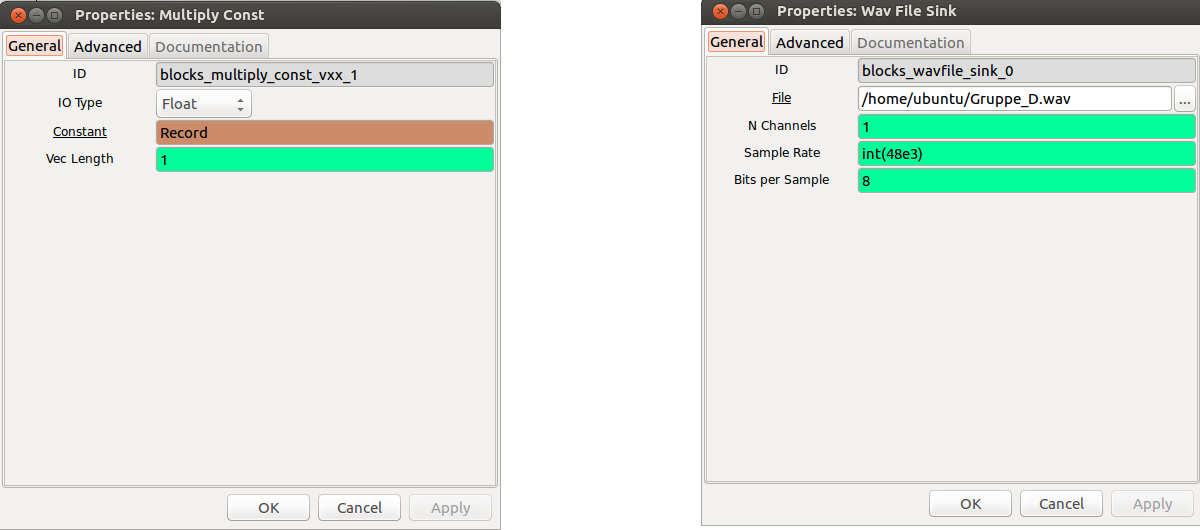 Properties: Multiply Const
General Advanced Documentation
ID blocks_multiply_const_vxx_1
IO Type Float
Constant Record
Vec Length 1
OK Cancel Apply
Properties: Wav File Sink
General Advanced Documentation
ID blocks_wavfile_sink_0
File /home/ubuntu/Gruppe_D.wav ...
N Channels 1
Sample Rate int(48e3)
Bits per Sample 8
OK Cancel Apply